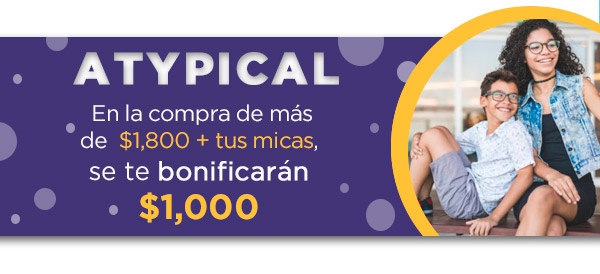 ATYPICAL
En la compra de más
de $1,800 + tus micas,
se te bonificarán
$1,000